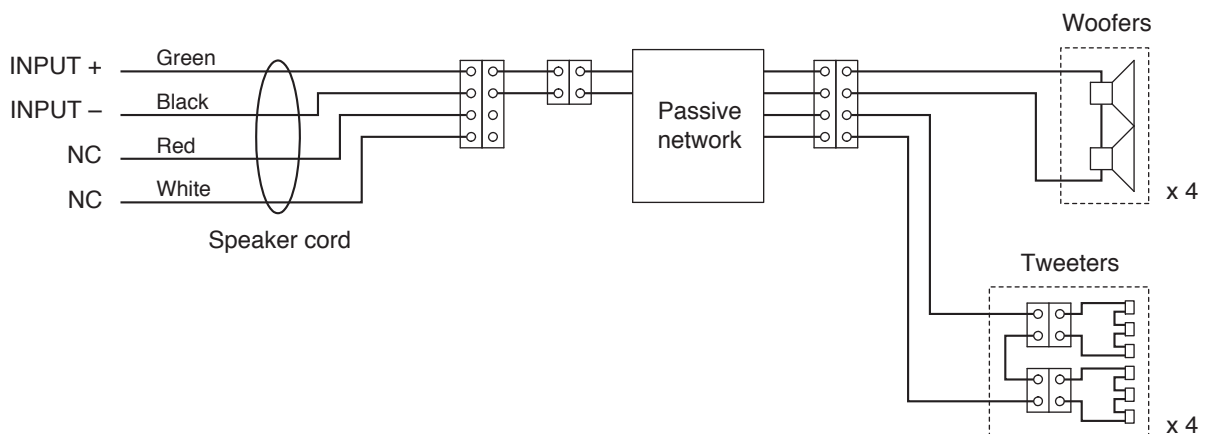 Woofers
INPUT +
Green
INPUT –
Black
Passive
network
NC
Red
NC
White
x 4
Speaker cord
Tweeters
x 4